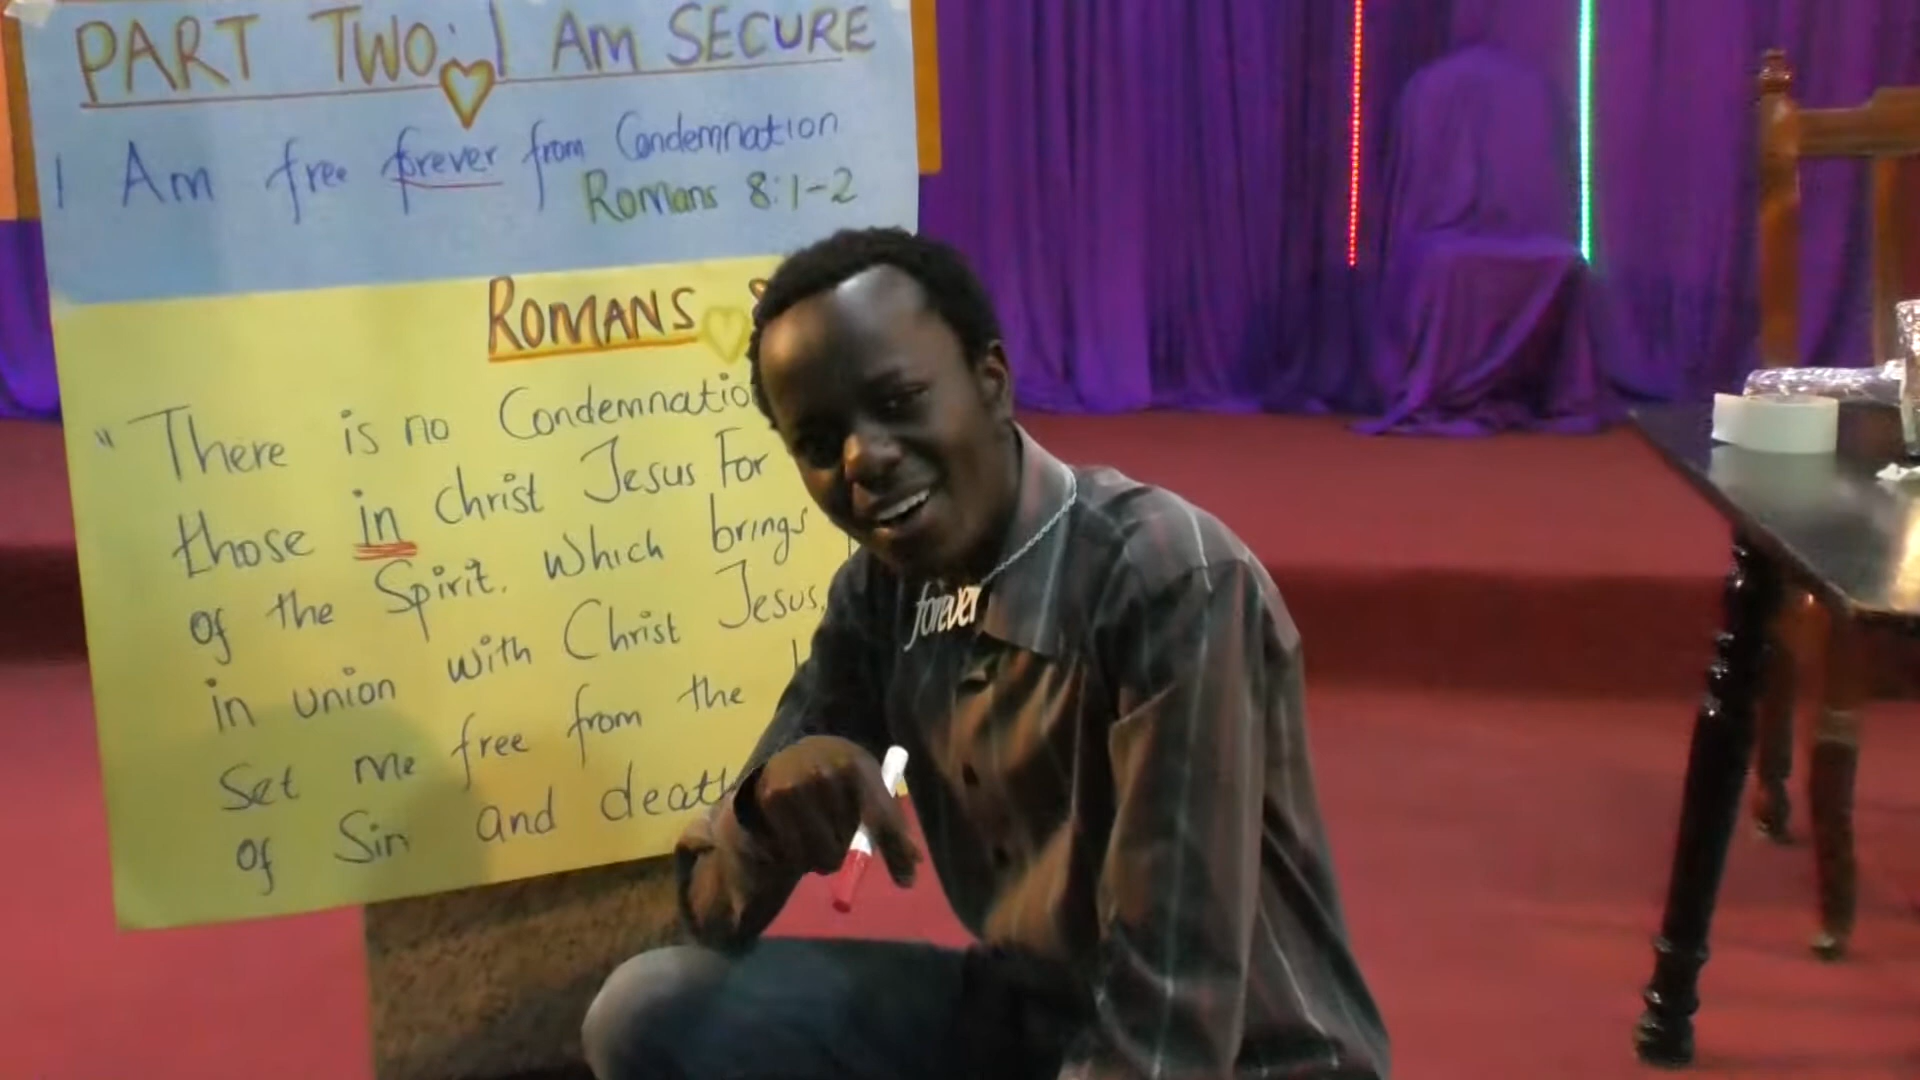 PART TWO: I AM SECURE
I Am free forever from Condemnation
Romans 8:1-2
ROMANS
"There is no Condemnation
those in Christ Jesus For
of the Spirit. Which brings
in union with Christ Jesus,
Set me free from the
of Sin and death
forever